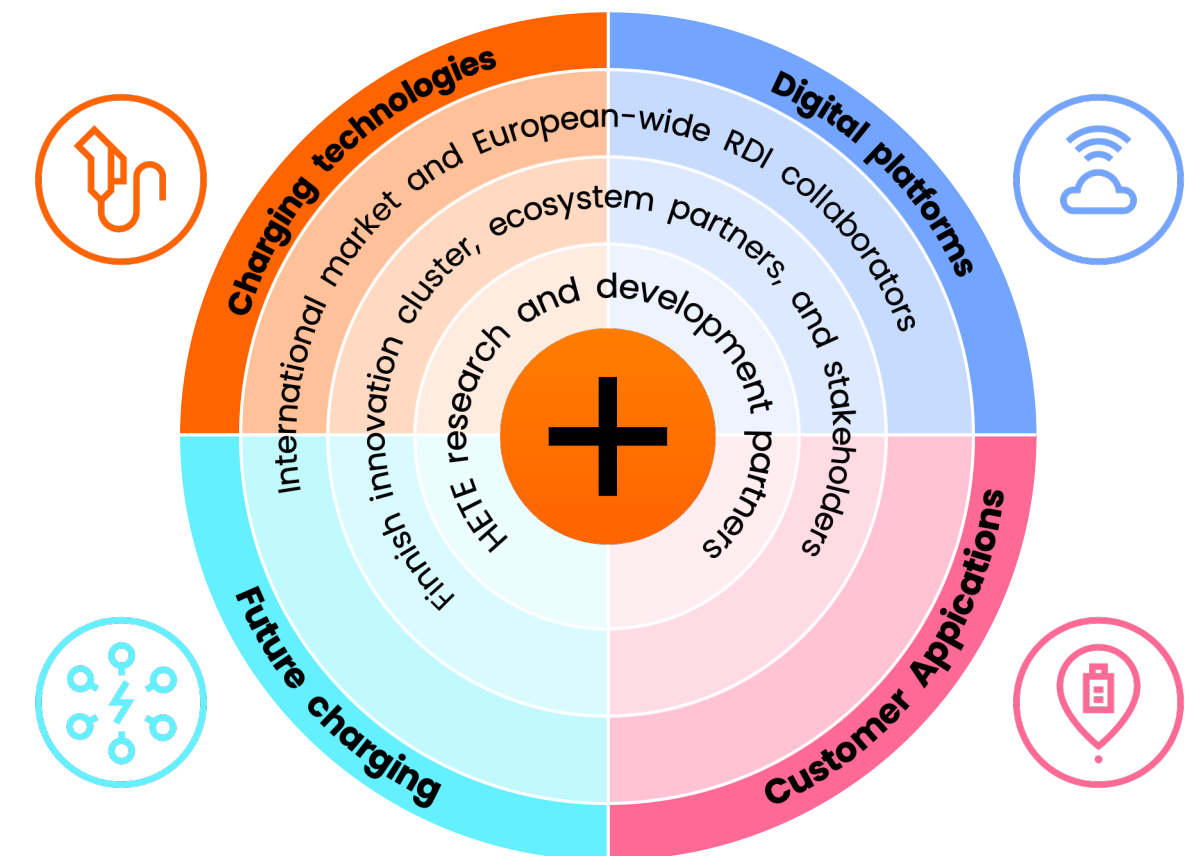 Charging technologies
Digital platforms
International market and European-wide RDI collaborators
Finnish innovation cluster, ecosystem partners, and stakeholders
HETE research and development partners
Future charging
Customer Appications